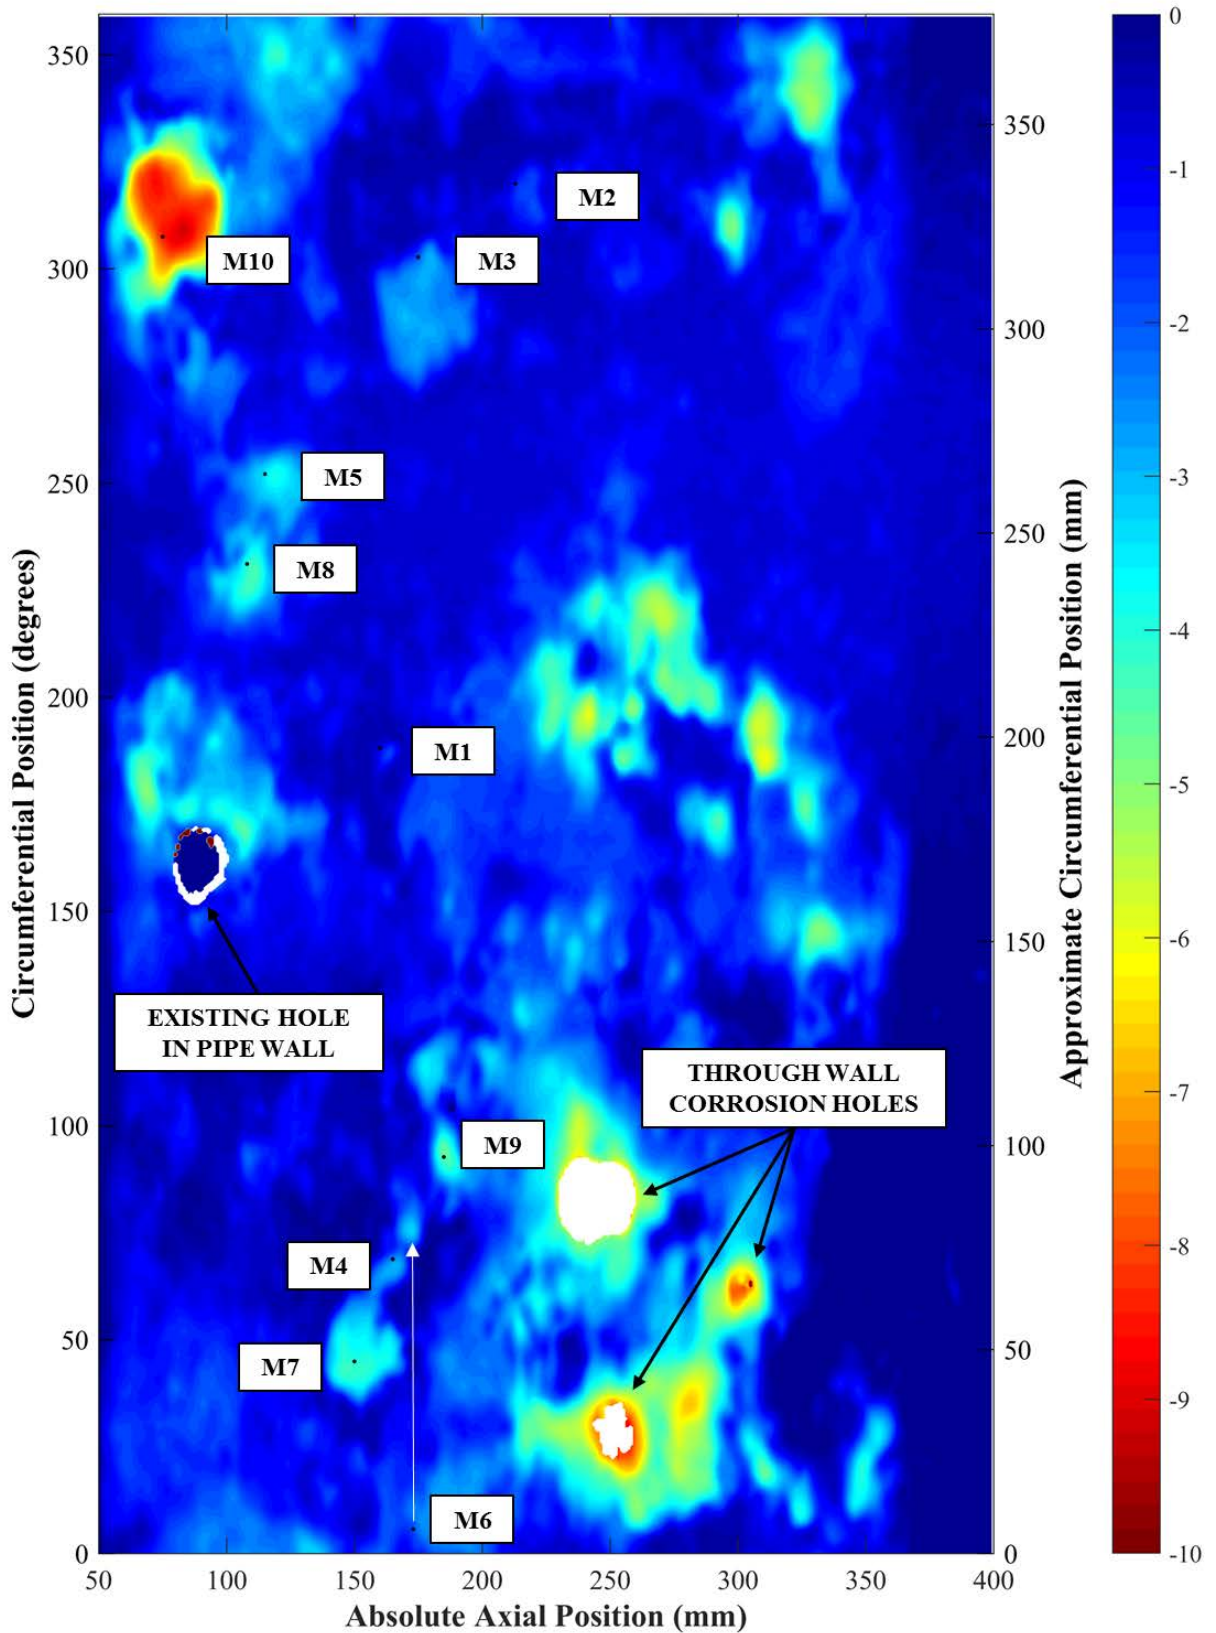 350
300
250
200
150
100
50
0
Circumferential Position (degrees)
50
100
150
200
250
300
350
400
Absolute Axial Position (mm)
350
300
250
200
150
100
50
0
Approximate Circumferential Position (mm)
0
-1
-2
-3
-4
-5
-6
-7
-8
-9
-10
M2
M10
M3
M5
M8
M1
EXISTING HOLE
IN PIPE WALL
THROUGH WALL
CORROSION HOLES
M9
M4
M7
M6